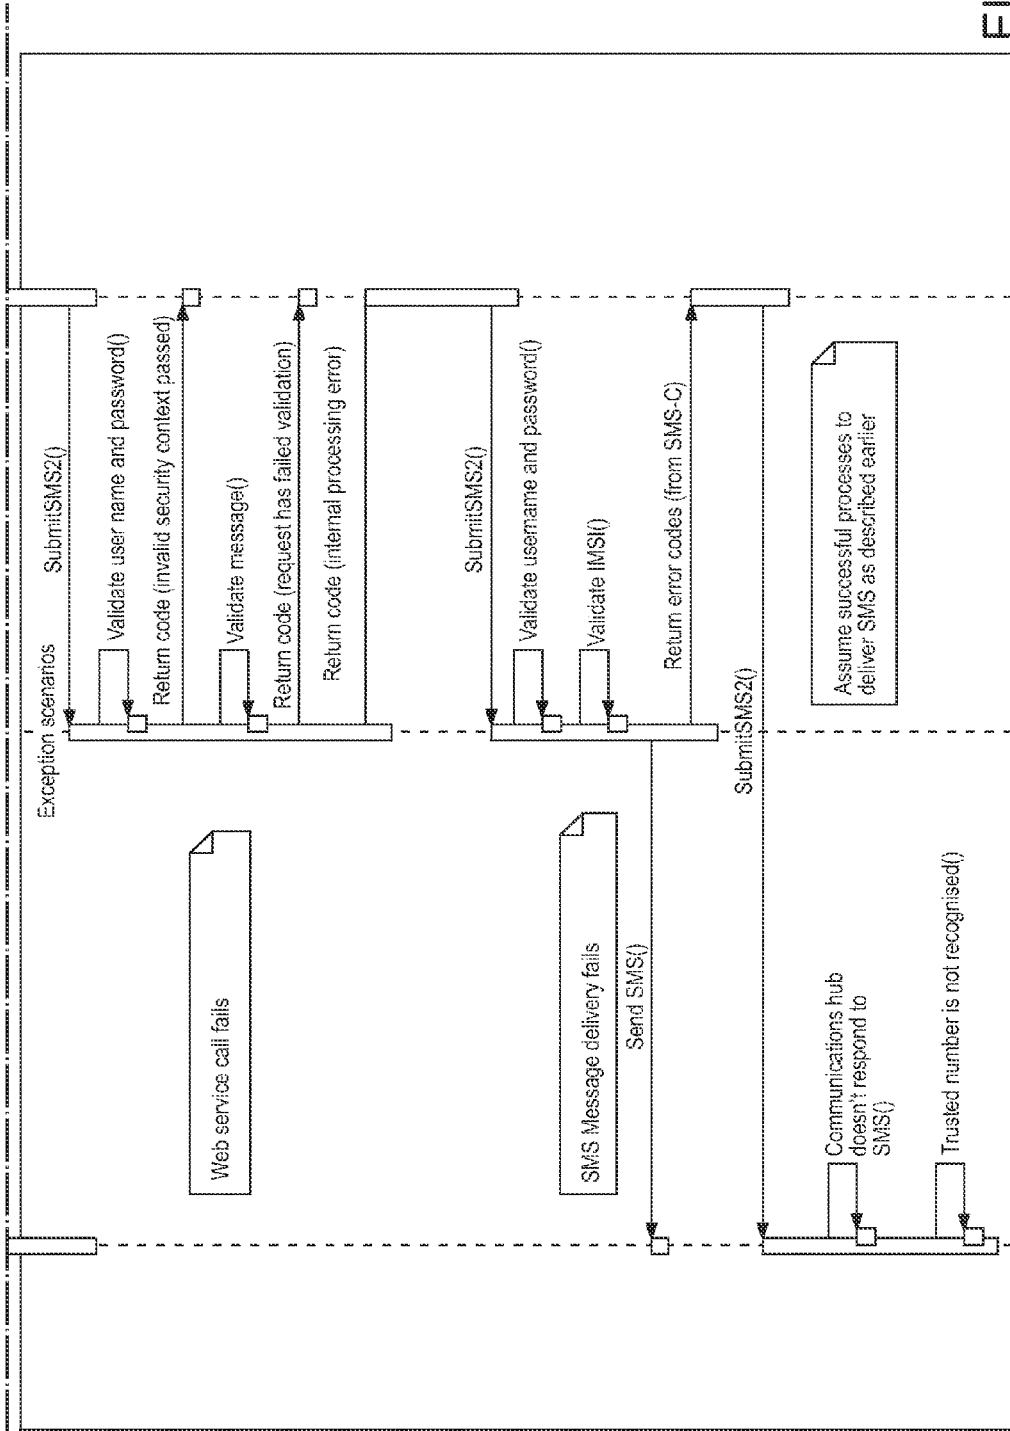 Exception scenarios
SubmitSMS2()
Validate user name and password()
Return code (invalid security context passed)
Web service call fails
Validate message()
Return code (request has failed validation)
Return code (internal processing error)
SubmitSMS2()
Validate username and password()
SMS Message delivery fails
Validate IMSI()
Send SMS()
Return error codes (from SMS-C)
SubmitSMS2()
Communications hub
doesn't respond to
SMS()
Assume successful processes to
deliver SMS as described earlier
Trusted number is not recognised()